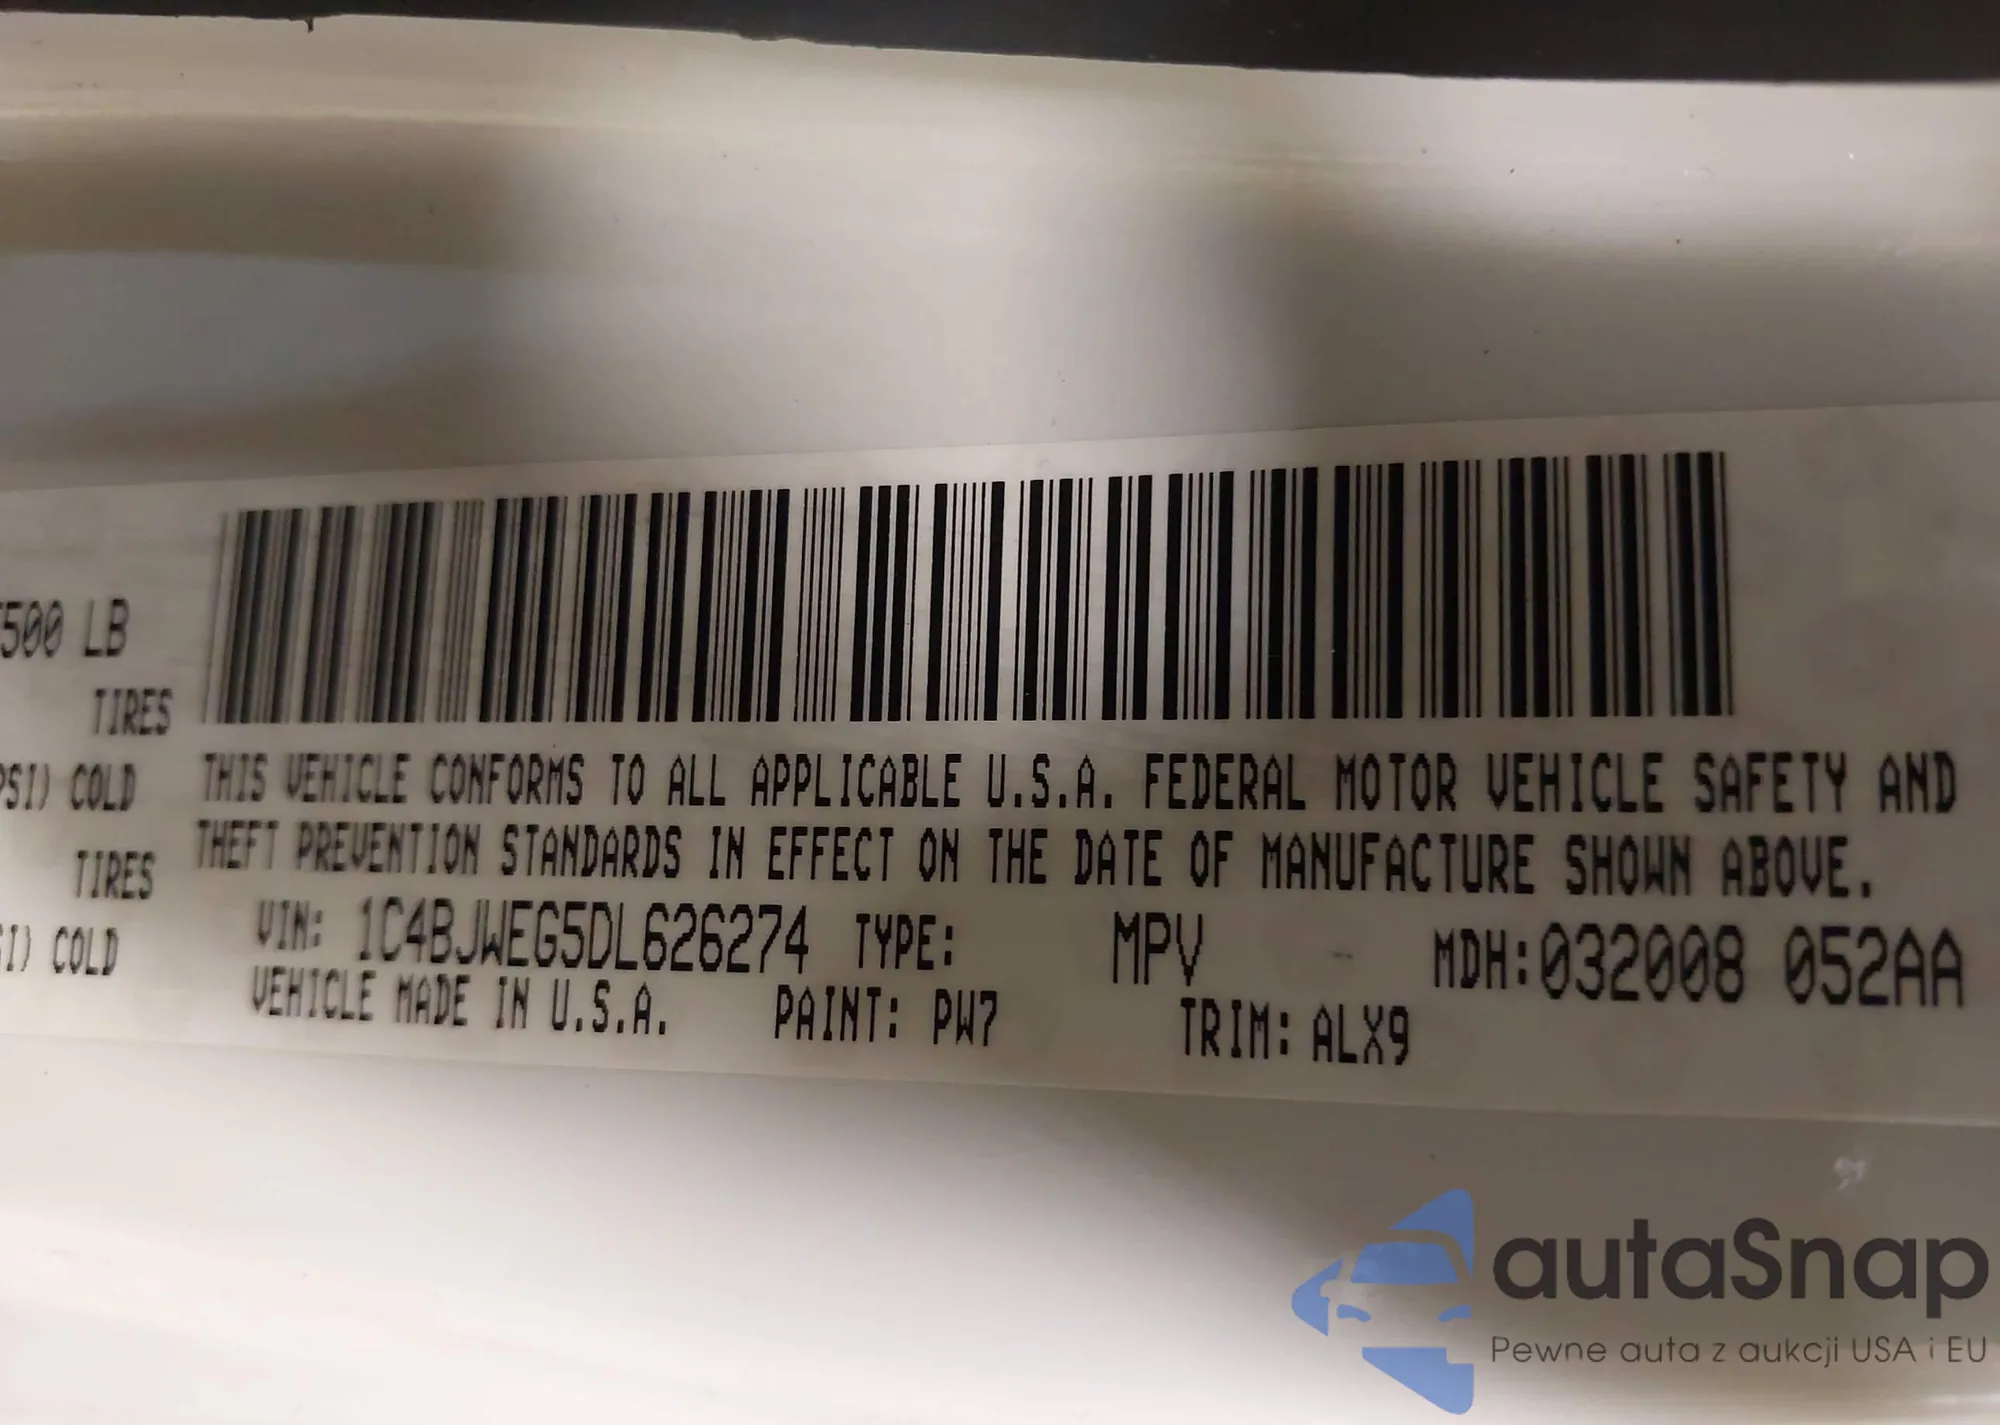 500 LB
TIRES
PSI) COLD
THIS VEHICLE CONFORMS TO ALL APPLICABLE U.S.A. FEDERAL MOTOR VEHICLE SAFETY AND
THEFT PREVENTION STANDARDS IN EFFECT ON THE DATE OF MANUFACTURE SHOWN ABOVE.
TIRES
SI) COLD
VIN: 1C4BJWEG5DL626274 TYPE: MPV MDH:032008 052AA
VEHICLE MADE IN U.S.A. PAINT: PW7 TRIM: ALX9
autaSnap
Pewne auta z aukcji USA i EU